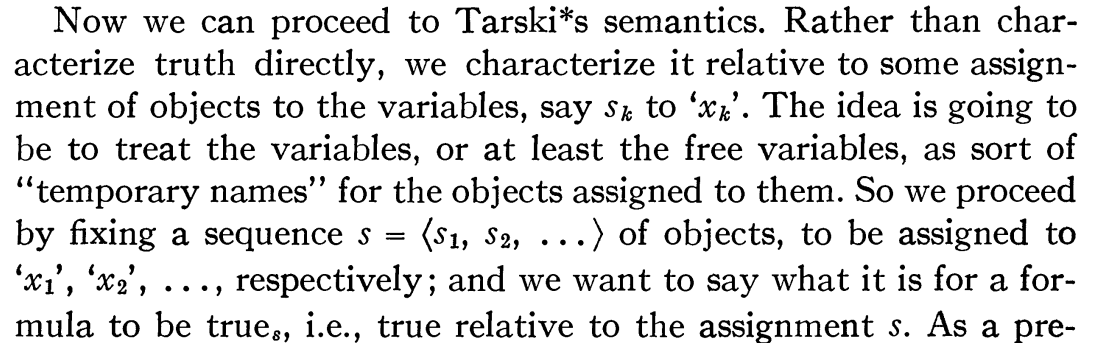 Now we can proceed to Tarski*s semantics. Rather than char-
acterize truth directly, we characterize it relative to some assign-
ment of objects to the variables, say sₖ to ‘xₖ’. The idea is going to
be to treat the variables, or at least the free variables, as sort of
“temporary names” for the objects assigned to them. So we proceed
by fixing a sequence s = ⟨s₁, s₂, ...⟩ of objects, to be assigned to
‘x₁’, ‘x₂’, ..., respectively; and we want to say what it is for a for-
mula to be trueₛ, i.e., true relative to the assignment s. As a pre-